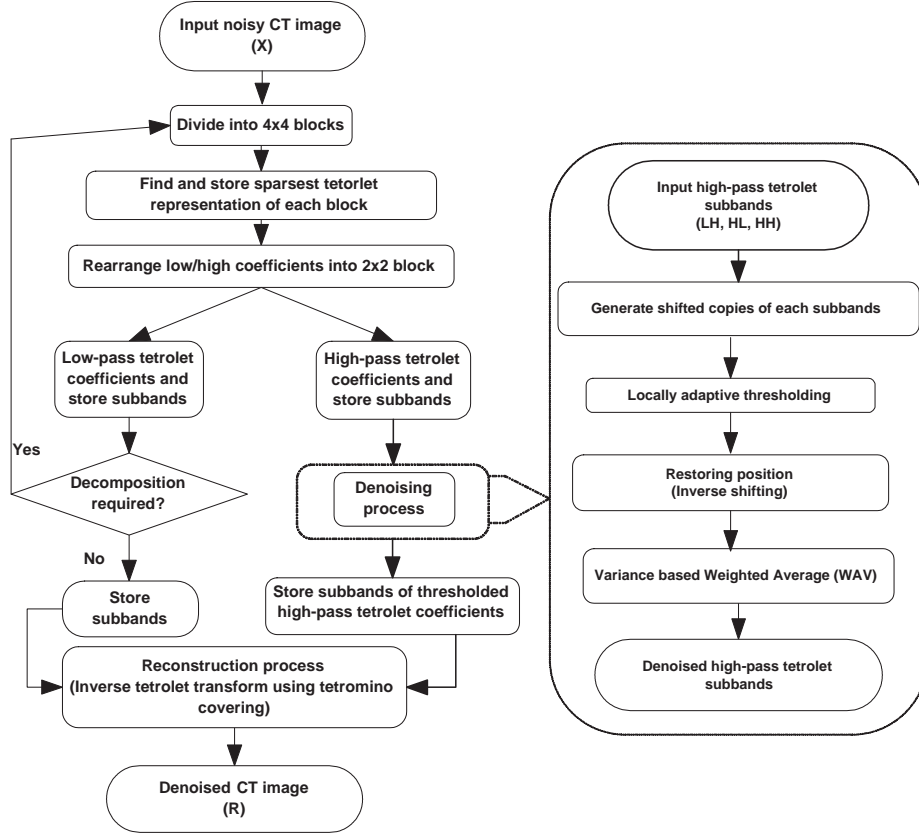 Input noisy CT image
(X)
Divide into 4x4 blocks
Find and store sparsest tetorlet
representation of each block
Rearrange low/high coefficients into 2x2 block
Low-pass tetrolet
coefficients and
store subbands
High-pass tetrolet
coefficients and
store subbands
Yes
Decomposition
required?
Denoising
process
No
Store
subbands
Store subbands of thresholded
high-pass tetrolet coefficients
Reconstruction process
(Inverse tetrolet transform using tetromino
covering)
Denoised CT image
(R)
Input high-pass tetrolet
subbands
(LH, HL, HH)
Generate shifted copies of each subbands
Locally adaptive thresholding
Restoring position
(Inverse shifting)
Variance based Weighted Average (WAV)
Denoised high-pass tetrolet
subbands